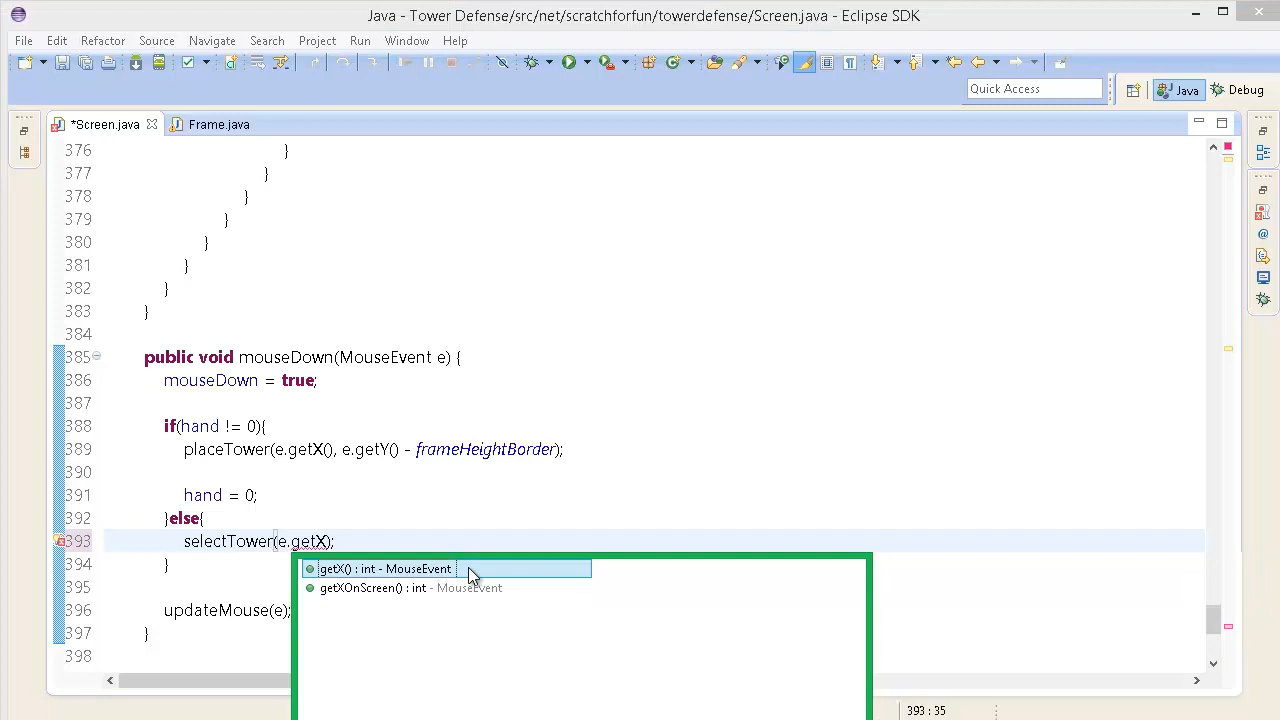 Java - Tower Defense/src/net/scratchforfun/towerdefense/Screen.java - Eclipse SDK
File Edit Refactor Source Navigate Search Project Run Window Help
Quick Access
Java
Debug
*Screen.java
Frame.java
376 }
377 }
378 }
379 }
380 }
381 }
382 }
383 }
384
385 public void mouseDown(MouseEvent e) {
386 mouseDown = true;
387
388 if(hand != 0){
389 placeTower(e.getX(), e.getY() - frameHeightBorder);
390
391 hand = 0;
392 }else{
393 selectTower(e.getX);
394 }
395
396 updateMouse(e);
397 }
398
getX() : int - MouseEvent
getXOnScreen() : int - MouseEvent
393 : 35